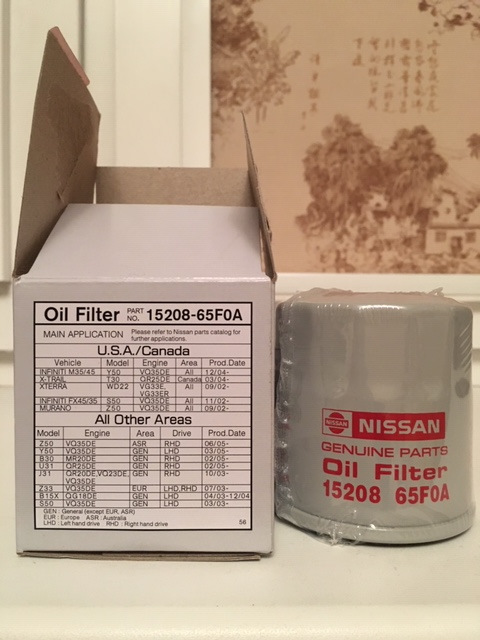 Oil Filter PART NO. 15208-65F0A
MAIN APPLICATION Please refer to Nissan parts catalog for further applications.
U.S.A./Canada
Vehicle Model Engine Area Prod.Date
INFINITI M35/45 Y50 VQ35DE All 12/04-
X-TRAIL T30 QR25DE Canada 03/04-
XTERRA WD22 VG33E, VG33ER All 09/02-
INFINITI FX45/35 S50 VQ35DE All 11/02-
MURANO Z50 VQ35DE All 09/02-
All Other Areas
Model Engine Area Drive Prod.Date
Z50 VQ35DE ASR RHD 06/05-
Y50 VQ35DE GEN LHD 03/05-
B30 MR20DE GEN RHD 02/05-
U31 QR25DE GEN RHD 02/05-
J31 QR20DE,VQ23DE, VQ35DE GEN RHD 10/03-
Z33 VQ35DE EUR LHD,RHD 07/03-
B15X QG18DE GEN LHD 04/03-12/04
S50 VQ35DE GEN LHD 03/03-
GEN : General (except EUR, ASR)
EUR : Europe ASR : Australia
LHD : Left hand drive RHD : Right hand drive 56
NISSAN
NISSAN
GENUINE PARTS
Oil Filter
15208 65F0A